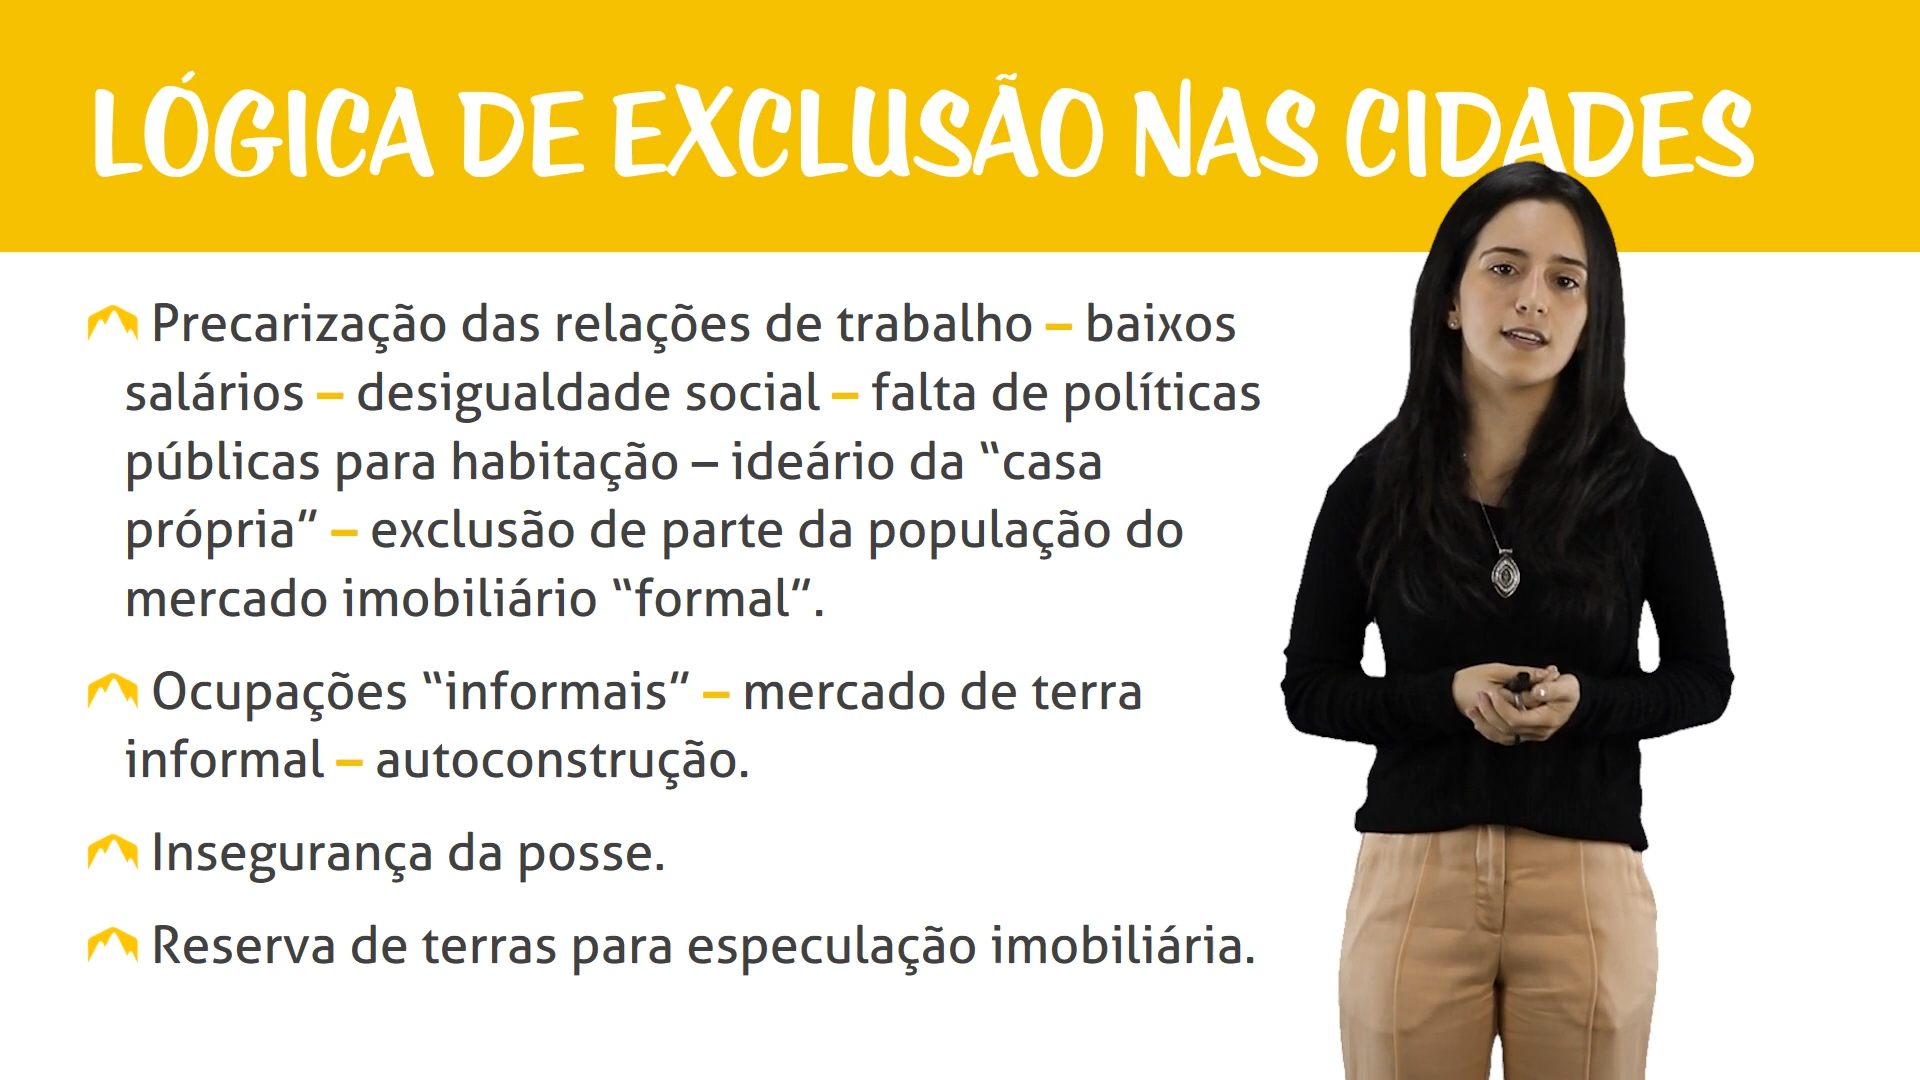 LÓGICA DE EXCLUSÃO NAS CIDADES
Precarização das relações de trabalho – baixos
salários – desigualdade social – falta de políticas
públicas para habitação – ideário da “casa
própria” – exclusão de parte da população do
mercado imobiliário “formal”.
Ocupações “informais” – mercado de terra
informal – autoconstrução.
Insegurança da posse.
Reserva de terras para especulação imobiliária.